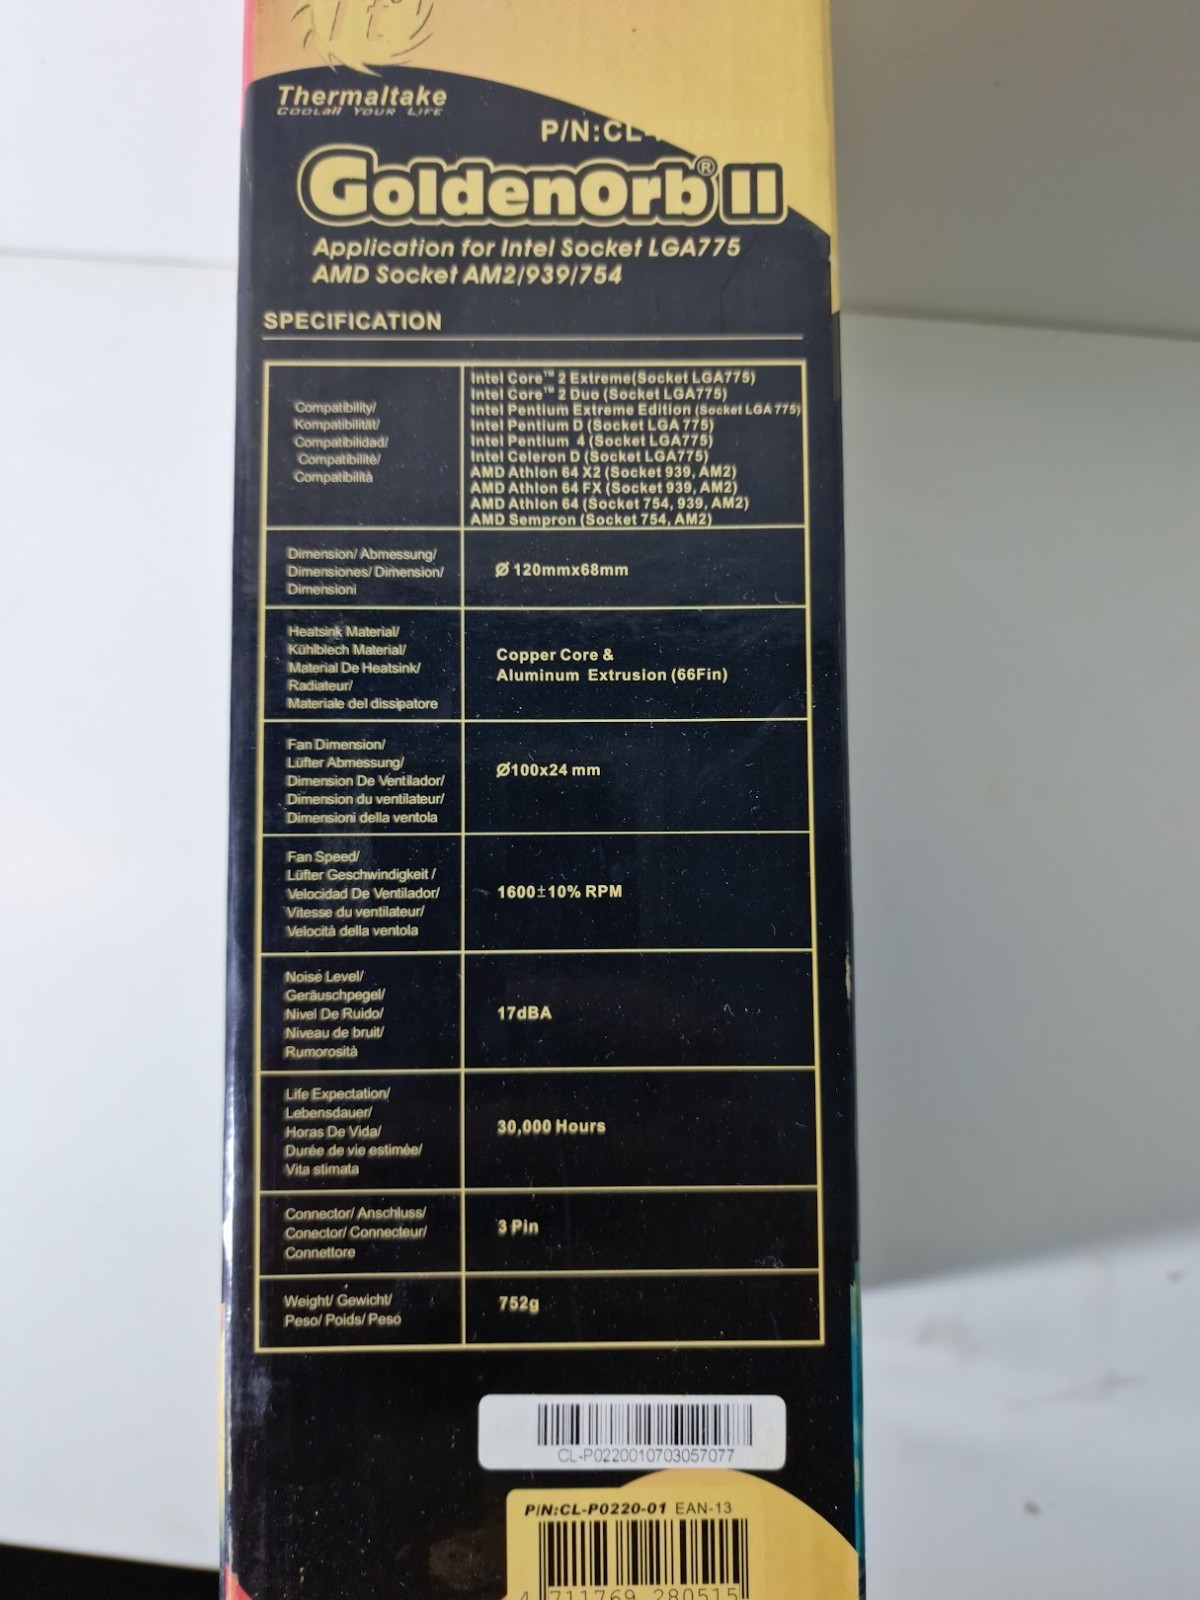 tt®
Thermaltake
COOLall YOUR LIFE
P/N:CL-P0220-01
GoldenOrb® II
Application for Intel Socket LGA775
AMD Socket AM2/939/754
SPECIFICATION
Compatibility/
Kompatibilität/
Compatibilidad/
Compatibilité/
Compatibilità
Intel Core™ 2 Extreme(Socket LGA775)
Intel Core™ 2 Duo (Socket LGA775)
Intel Pentium Extreme Edition (Socket LGA 775)
Intel Pentium D (Socket LGA 775)
Intel Pentium 4 (Socket LGA775)
Intel Celeron D (Socket LGA775)
AMD Athlon 64 X2 (Socket 939, AM2)
AMD Athlon 64 FX (Socket 939, AM2)
AMD Athlon 64 (Socket 754, 939, AM2)
AMD Sempron (Socket 754, AM2)
Dimension/ Abmessung/
Dimensiones/ Dimension/
Dimensioni
Ø 120mmx68mm
Heatsink Material/
Kühlblech Material/
Material De Heatsink/
Radiateur/
Materiale del dissipatore
Copper Core &
Aluminum Extrusion (66Fin)
Fan Dimension/
Lüfter Abmessung/
Dimension De Ventilador/
Dimension du ventilateur/
Dimensioni della ventola
Ø100x24 mm
Fan Speed/
Lüfter Geschwindigkeit /
Velocidad De Ventilador/
Vitesse du ventilateur/
Velocità della ventola
1600±10% RPM
Noise Level/
Geräuschpegel/
Nivel De Ruido/
Niveau de bruit/
Rumorosità
17dBA
Life Expectation/
Lebensdauer/
Horas De Vida/
Durée de vie estimée/
Vita stimata
30,000 Hours
Connector/ Anschluss/
Conector/ Connecteur/
Connettore
3 Pin
Weight/ Gewicht/
Peso/ Poids/ Peso
752g
CL-P0220010703057077
P/N:CL-P0220-01 EAN-13
4 711769 280515